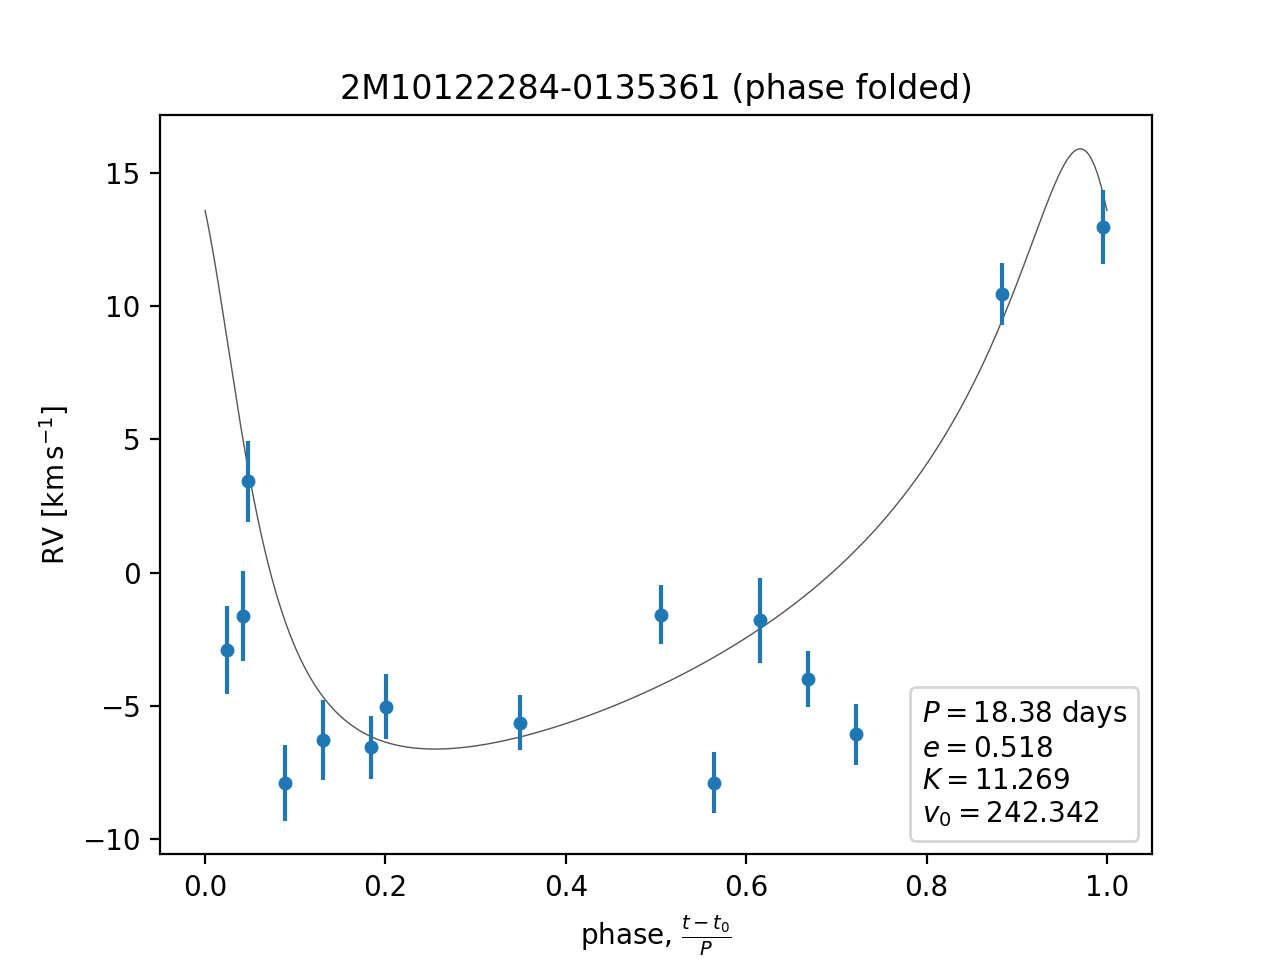 2M10122284-0135361 (phase folded)
RV [km s⁻¹]
15
10
5
0
−5
−10
P = 18.38 days
e = 0.518
K = 11.269
v₀ = 242.342
0.0 0.2 0.4 0.6 0.8 1.0
phase, (t − t₀)/P